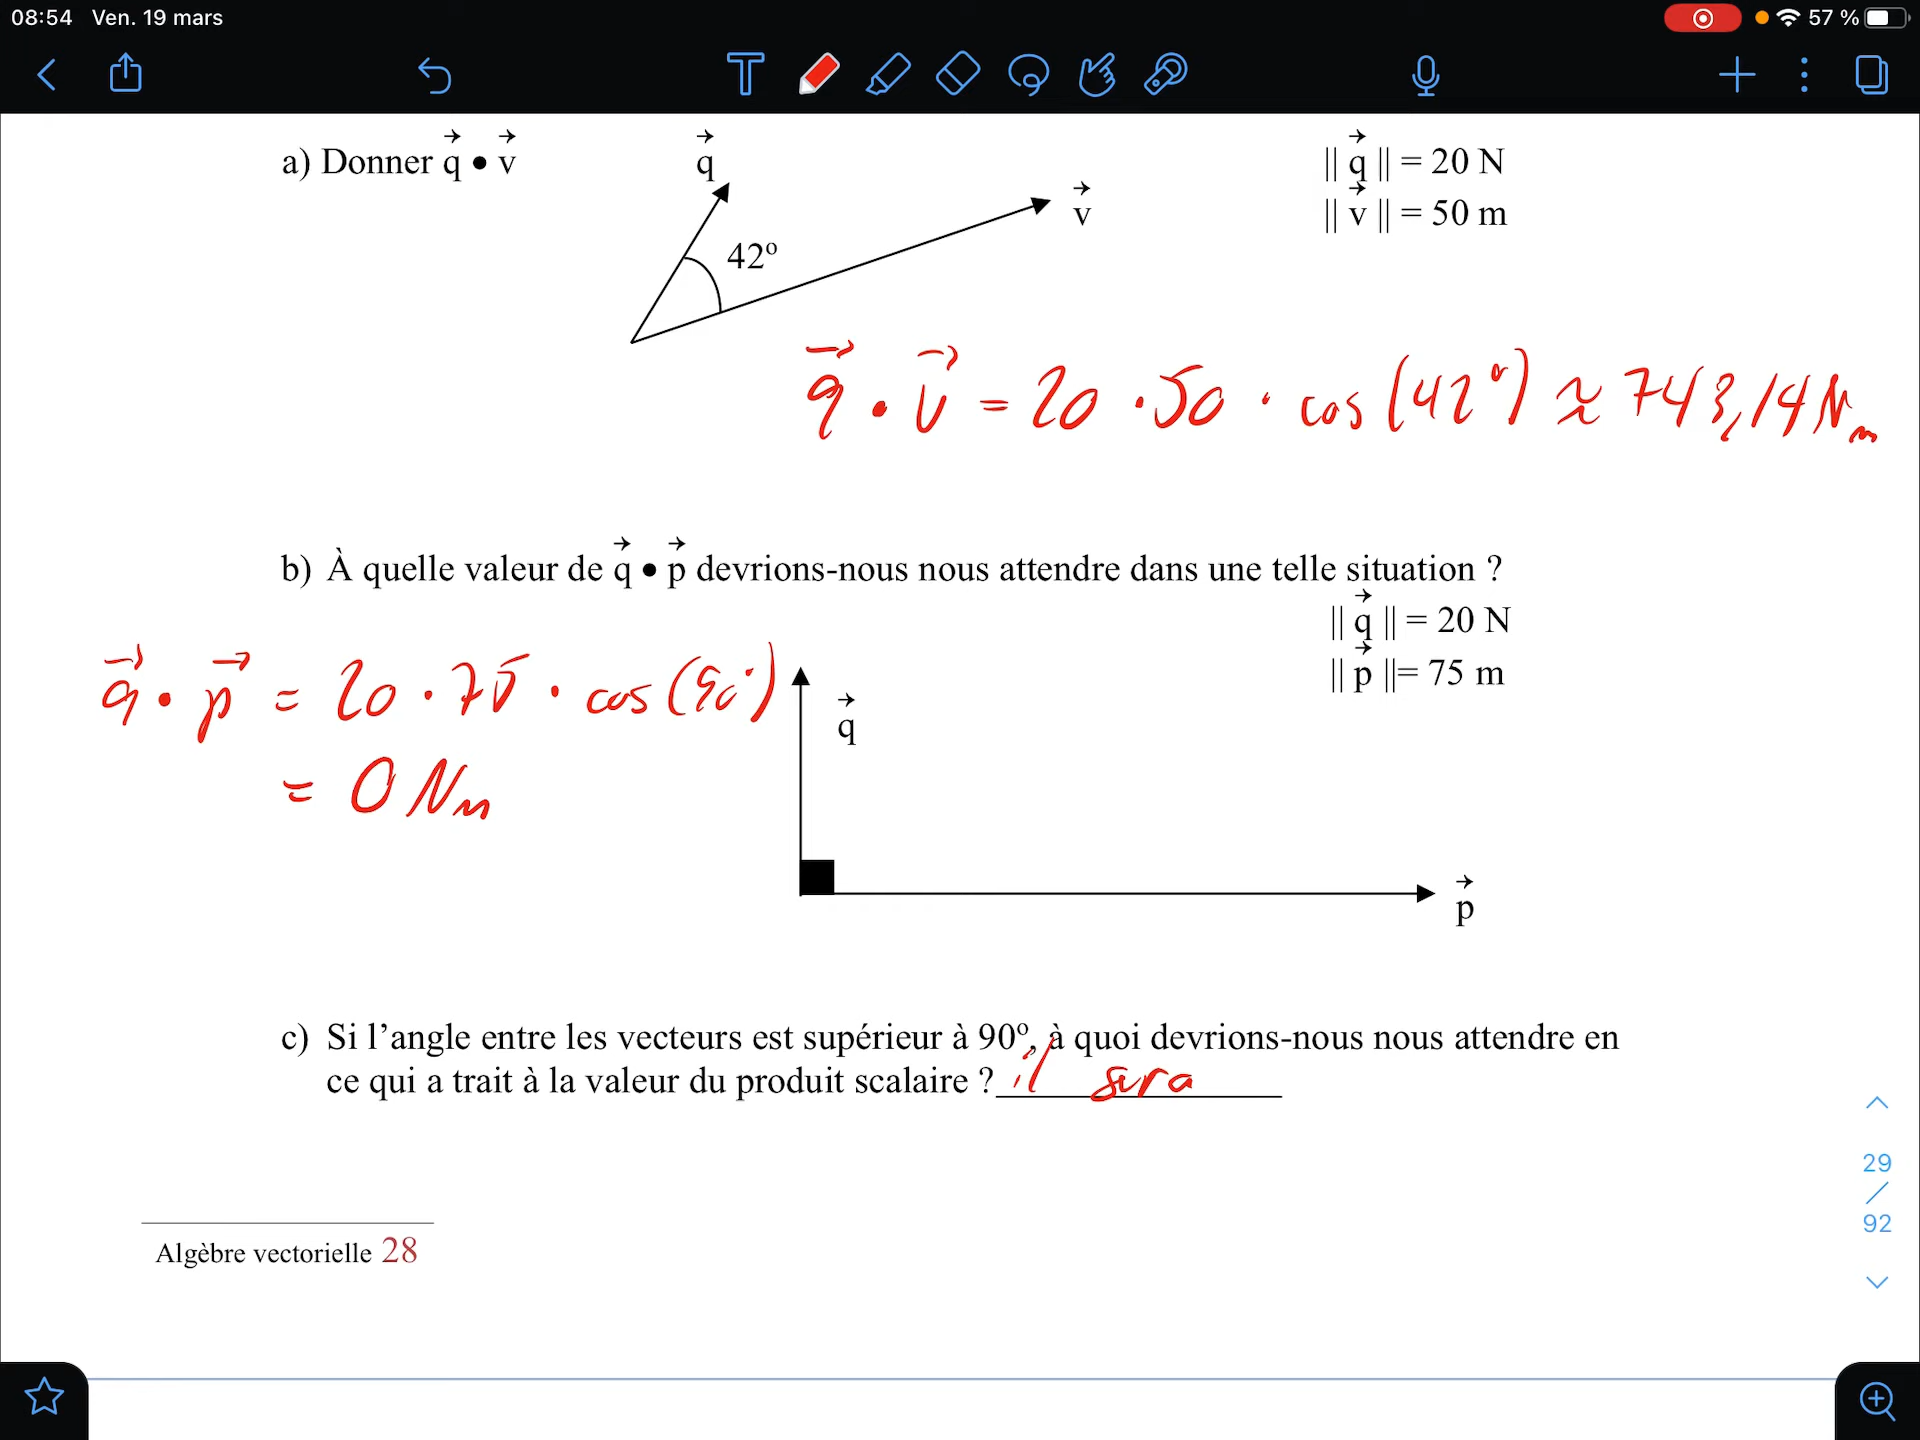 08:54 Ven. 19 mars 57 %
a) Donner q • v
q
v
42°
|| q || = 20 N
|| v || = 50 m
q • v = 20 · 50 · cos (42°) ≈ 743,14 Nm
b) À quelle valeur de q • p devrions-nous nous attendre dans une telle situation ?
|| q || = 20 N
|| p ||= 75 m
q • p = 20 · 75 · cos (90°)
= 0 Nm
q
p
c) Si l’angle entre les vecteurs est supérieur à 90°, à quoi devrions-nous nous attendre en
ce qui a trait à la valeur du produit scalaire ? il sera
29
/
92
Algèbre vectorielle 28